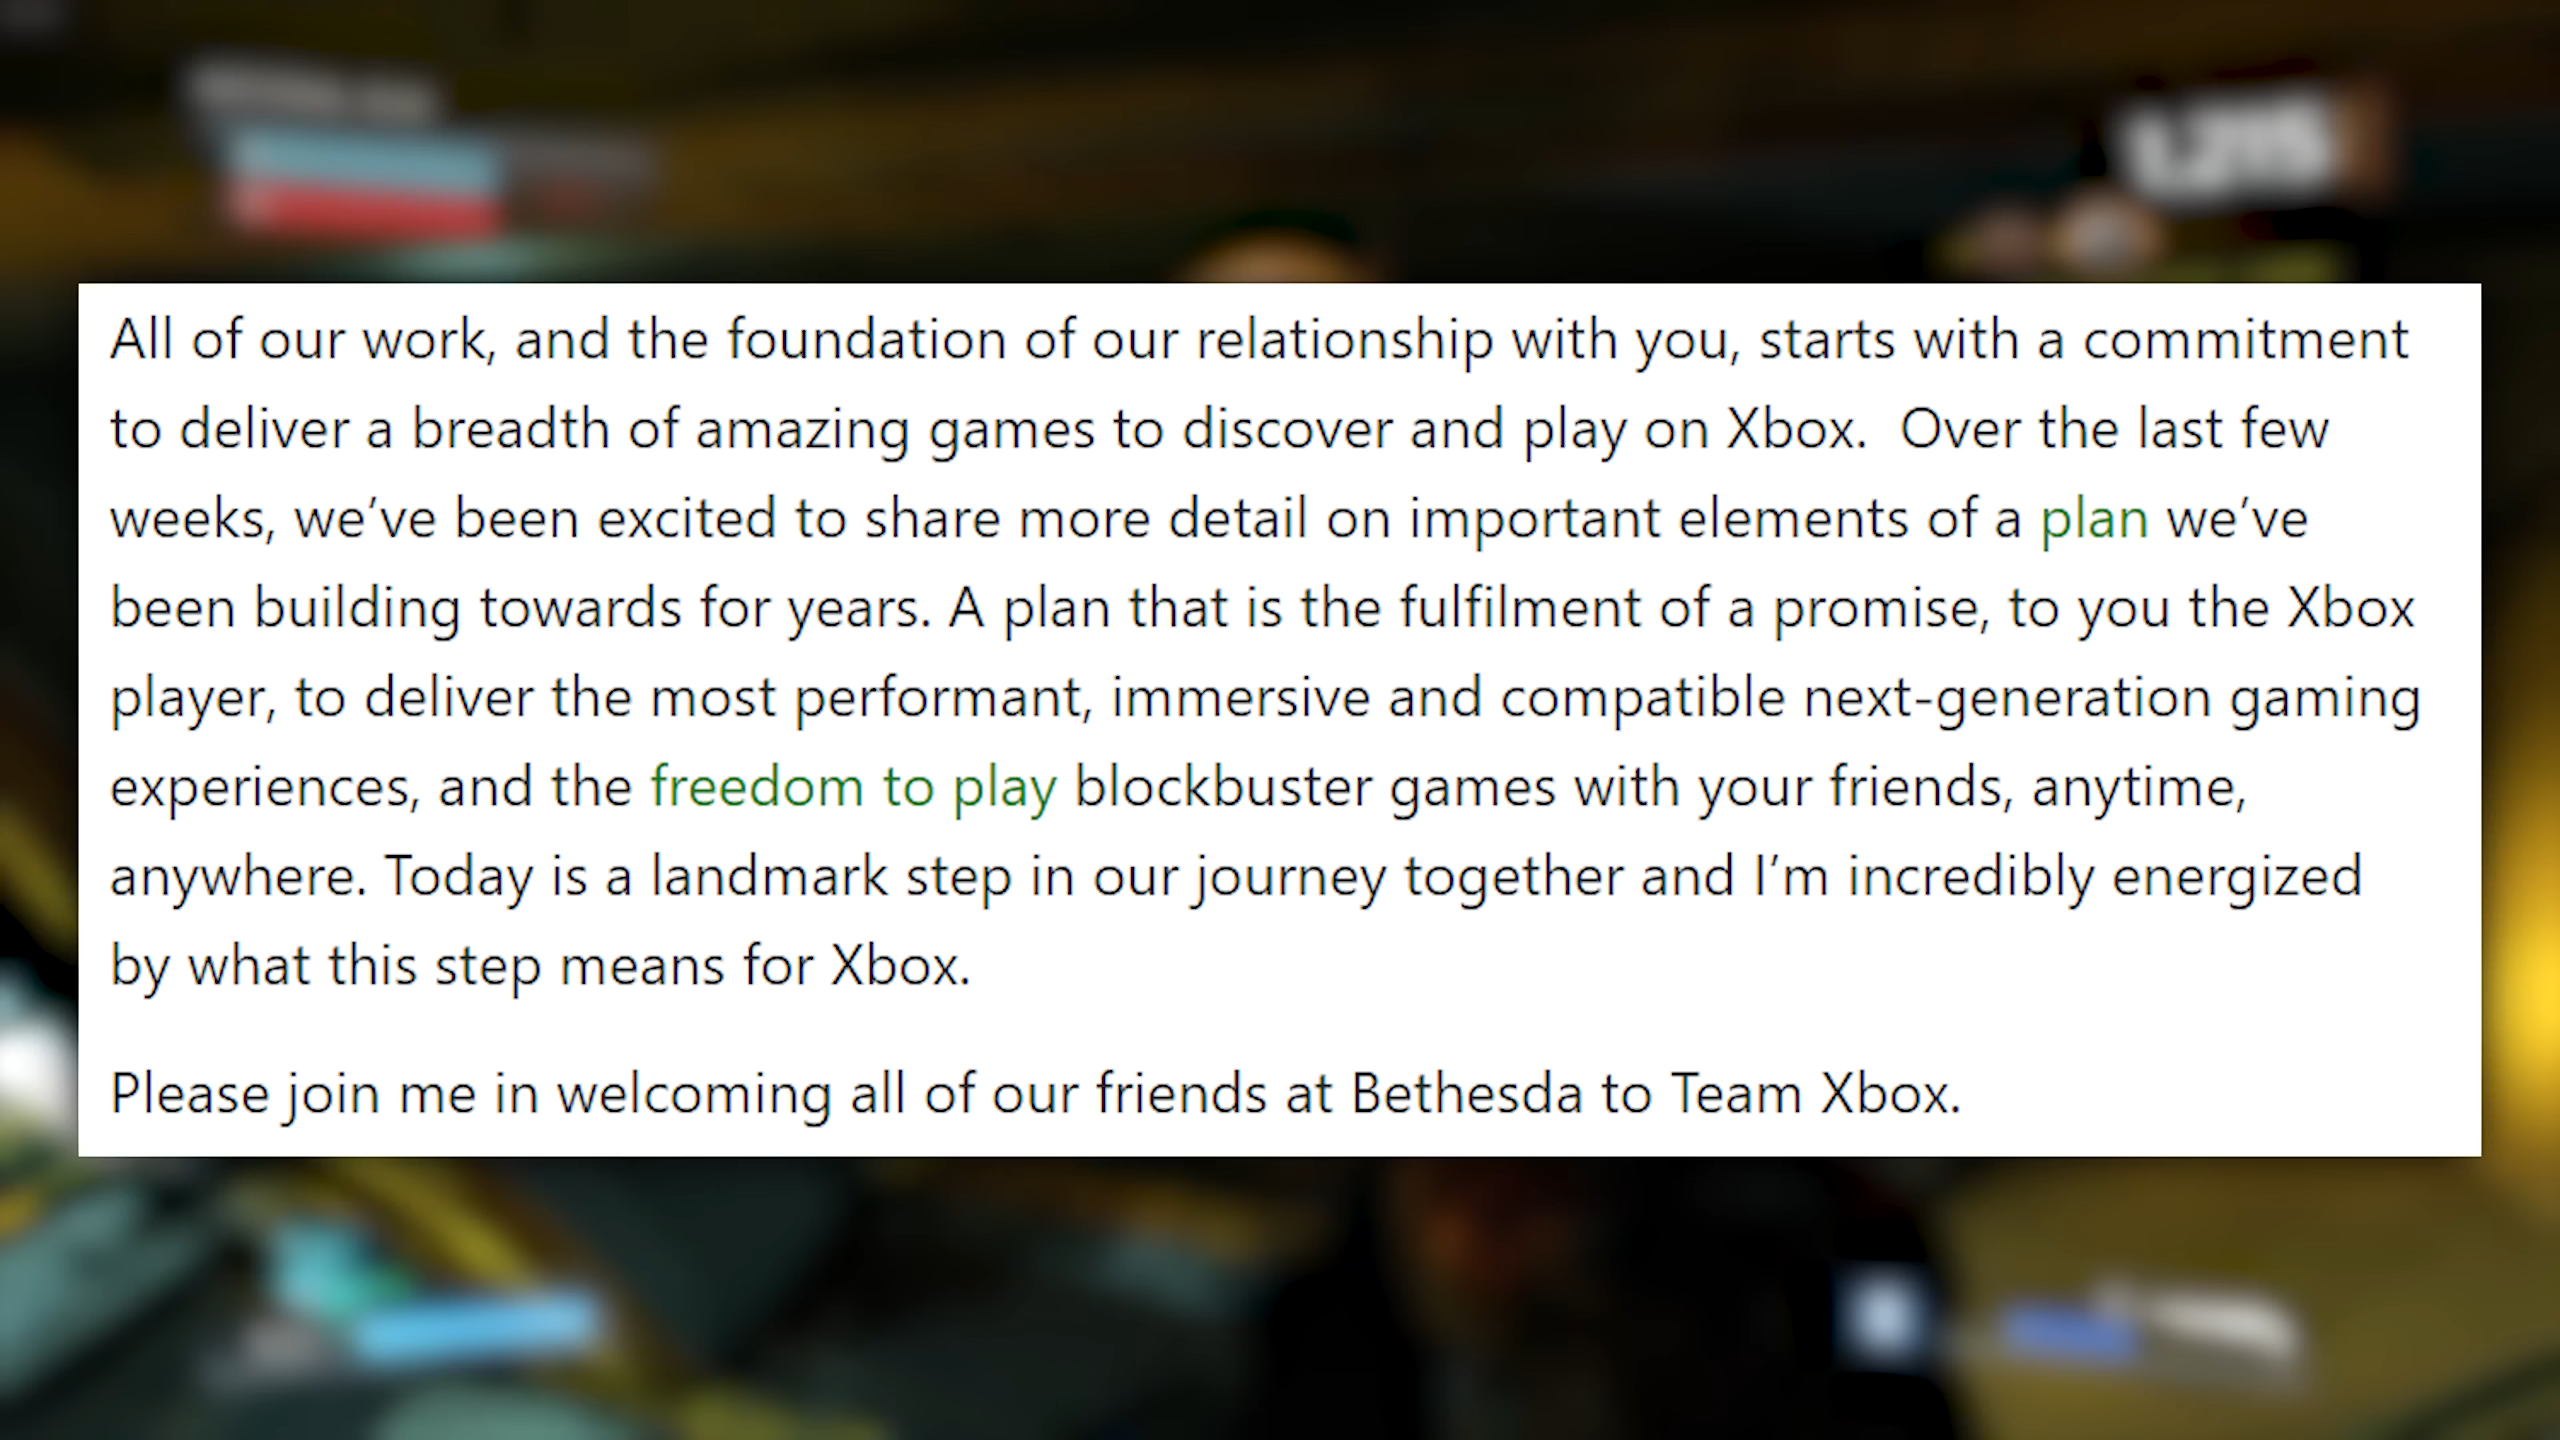 All of our work, and the foundation of our relationship with you, starts with a commitment
to deliver a breadth of amazing games to discover and play on Xbox.  Over the last few
weeks, we’ve been excited to share more detail on important elements of a plan we’ve
been building towards for years. A plan that is the fulfilment of a promise, to you the Xbox
player, to deliver the most performant, immersive and compatible next-generation gaming
experiences, and the freedom to play blockbuster games with your friends, anytime,
anywhere. Today is a landmark step in our journey together and I’m incredibly energized
by what this step means for Xbox.
Please join me in welcoming all of our friends at Bethesda to Team Xbox.